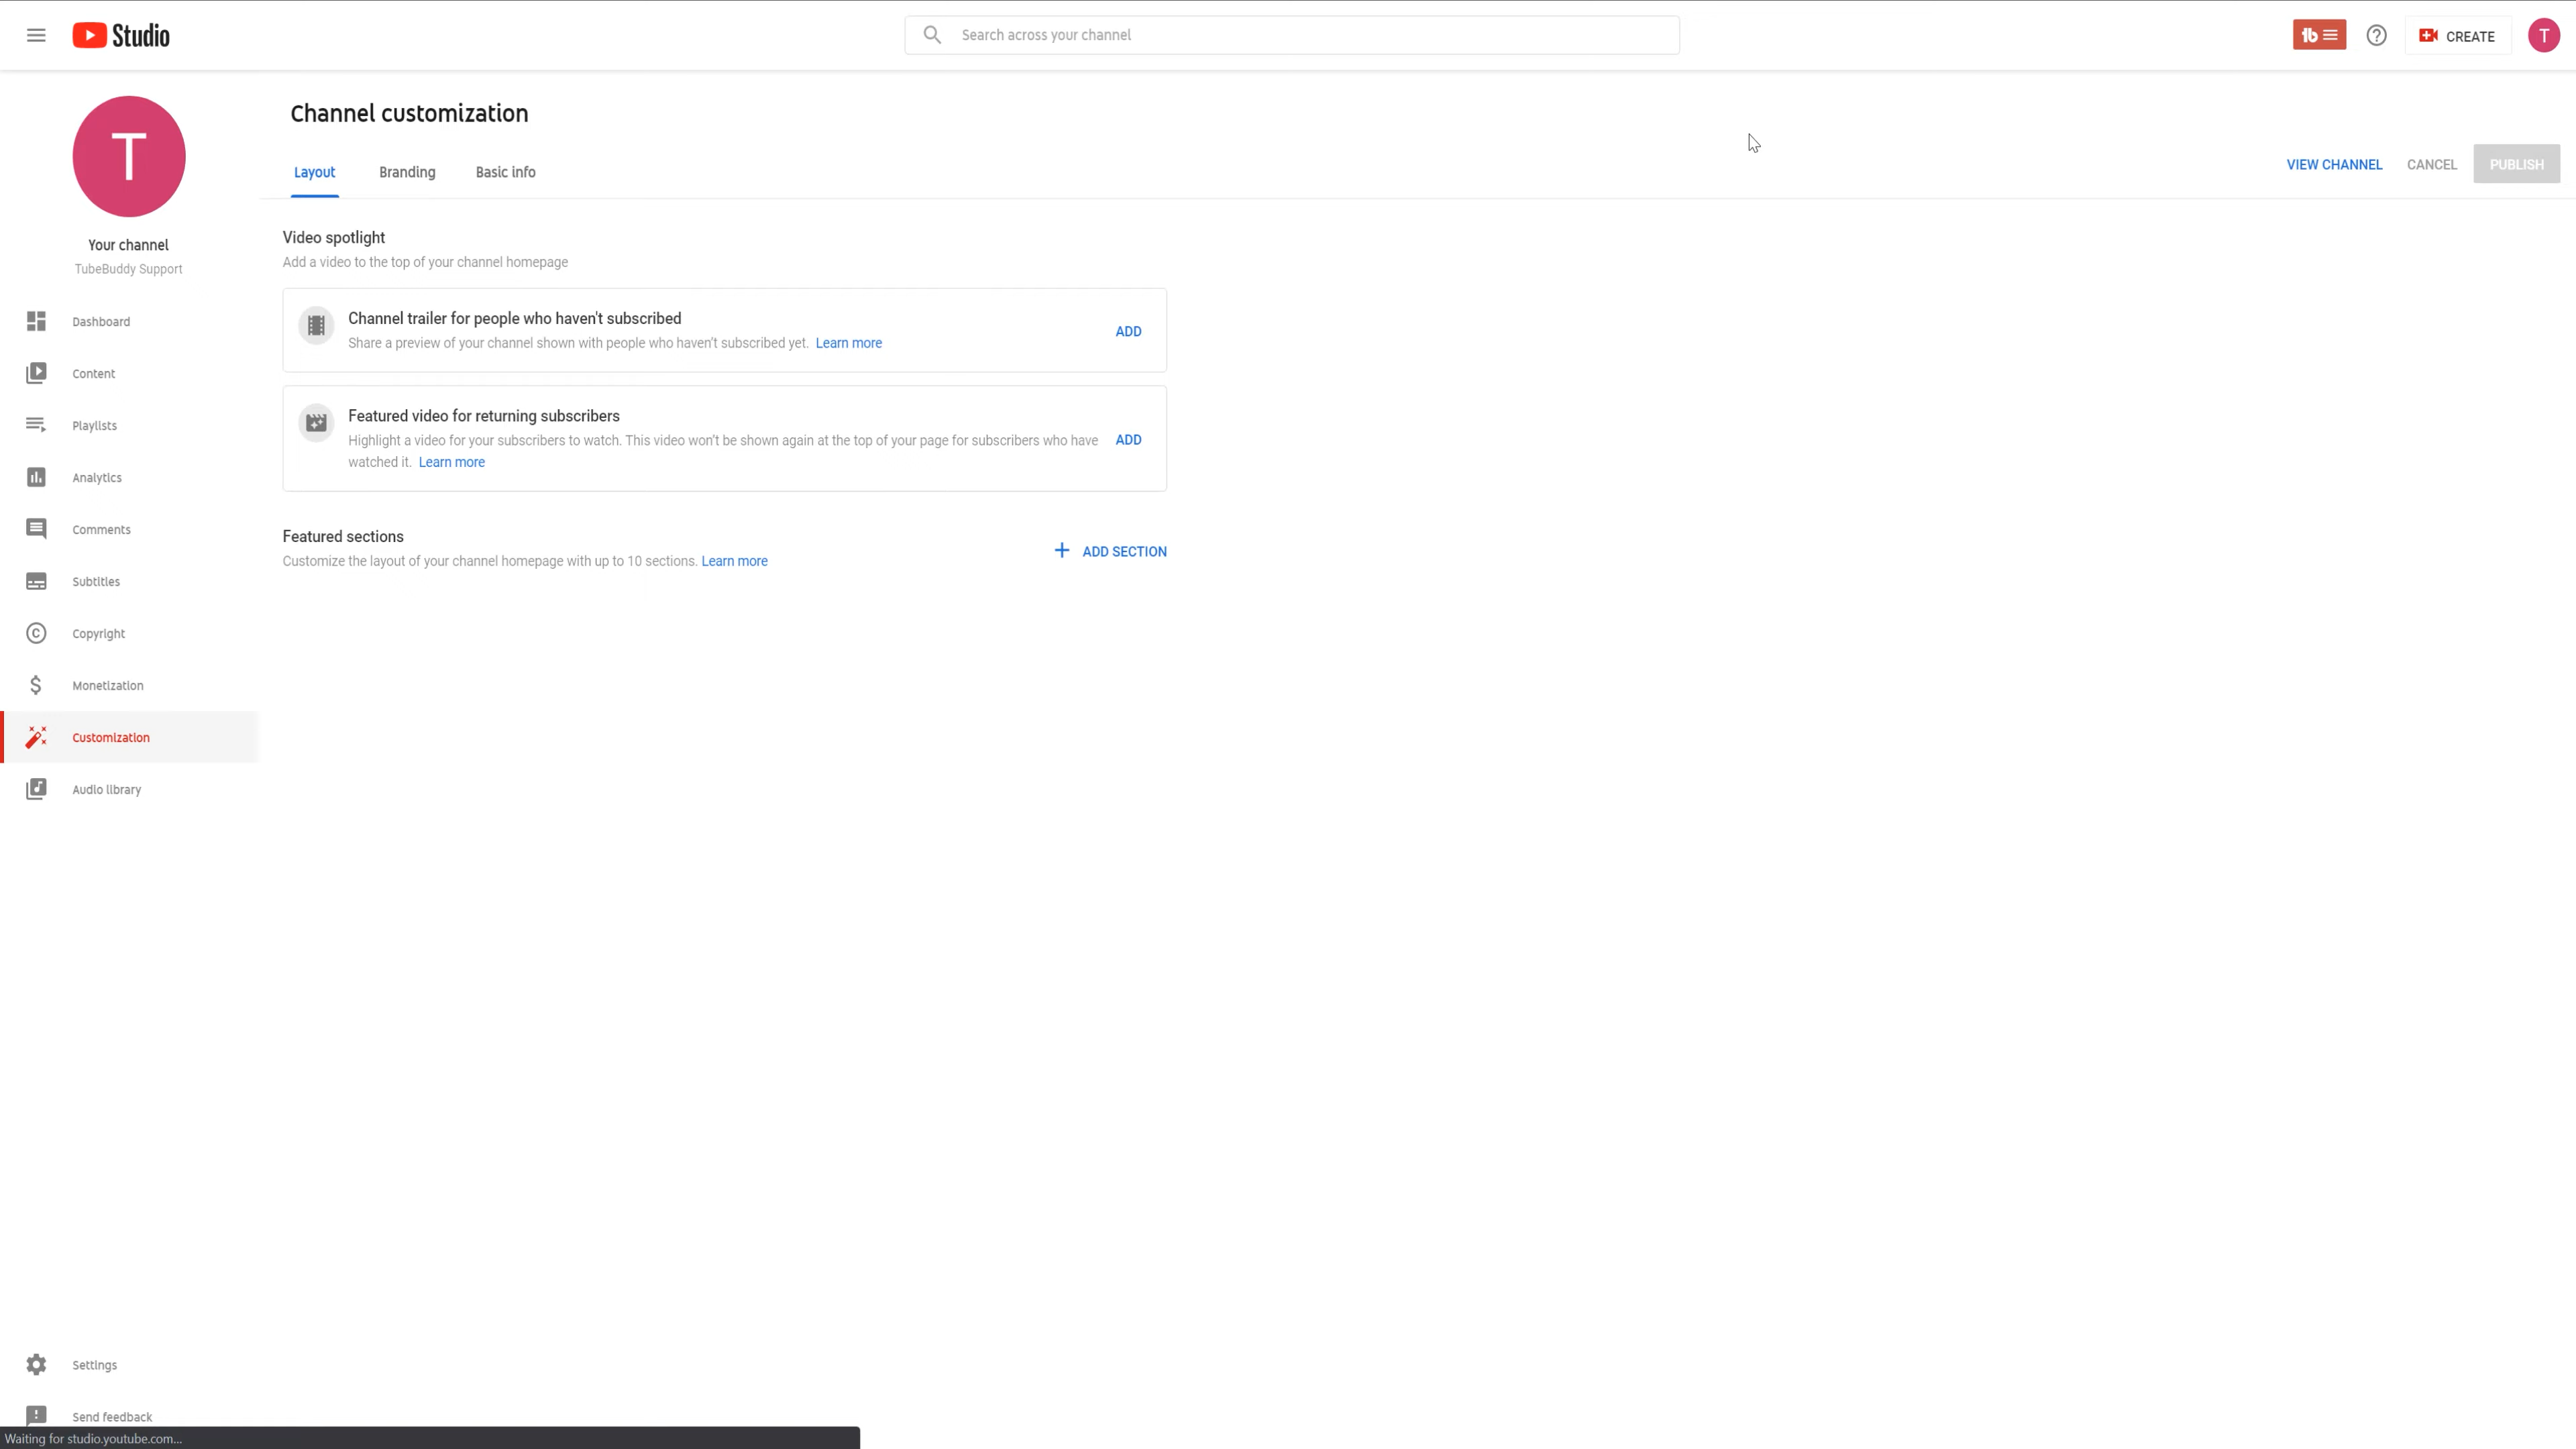 Studio
Search across your channel
CREATE
T
T
Channel customization
Layout
Branding
Basic info
VIEW CHANNEL
CANCEL
PUBLISH
Your channel
TubeBuddy Support
Dashboard
Content
Playlists
Analytics
Comments
Subtitles
Copyright
Monetization
Customization
Audio library
Video spotlight
Add a video to the top of your channel homepage
Channel trailer for people who haven't subscribed
Share a preview of your channel shown with people who haven't subscribed yet. Learn more
ADD
Featured video for returning subscribers
Highlight a video for your subscribers to watch. This video won't be shown again at the top of your page for subscribers who have
watched it. Learn more
ADD
Featured sections
Customize the layout of your channel homepage with up to 10 sections. Learn more
ADD SECTION
Settings
Send feedback
Waiting for studio.youtube.com...